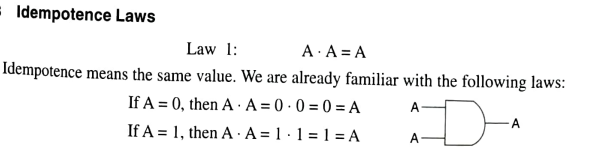 Idempotence Laws
Law 1: A · A = A
Idempotence means the same value. We are already familiar with the following laws:
If A = 0, then A · A = 0 · 0 = 0 = A
If A = 1, then A · A = 1 · 1 = 1 = A
A
A
A